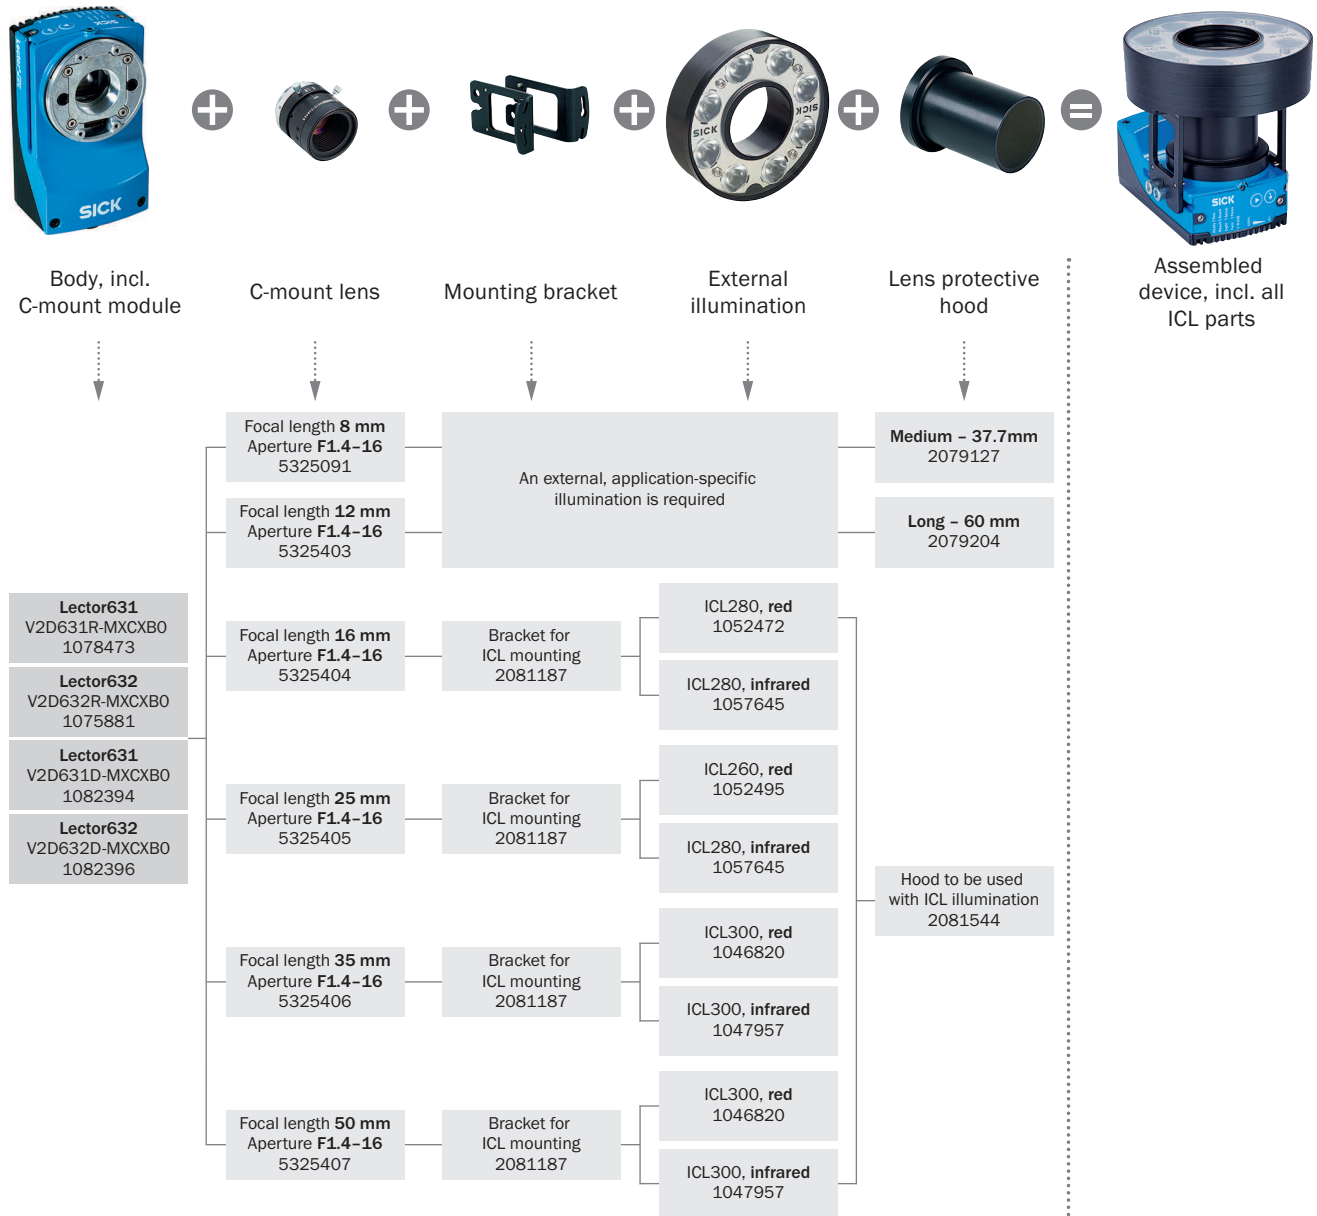 SICK
SICK
SICK
SICK
Body, incl.
C-mount module
C-mount lens
Mounting bracket
External
illumination
Lens protective
hood
Assembled
device, incl. all
ICL parts
Focal length 8 mm
Aperture F1.4–16
5325091
Focal length 12 mm
Aperture F1.4–16
5325403
An external, application-specific
illumination is required
Medium – 37.7mm
2079127
Long – 60 mm
2079204
Lector631
V2D631R-MXCXB0
1078473
Lector632
V2D632R-MXCXB0
1075881
Lector631
V2D631D-MXCXB0
1082394
Lector632
V2D632D-MXCXB0
1082396
Focal length 16 mm
Aperture F1.4–16
5325404
Bracket for
ICL mounting
2081187
ICL280, red
1052472
ICL280, infrared
1057645
Focal length 25 mm
Aperture F1.4–16
5325405
Bracket for
ICL mounting
2081187
ICL260, red
1052495
ICL280, infrared
1057645
Focal length 35 mm
Aperture F1.4–16
5325406
Bracket for
ICL mounting
2081187
ICL300, red
1046820
ICL300, infrared
1047957
Focal length 50 mm
Aperture F1.4–16
5325407
Bracket for
ICL mounting
2081187
ICL300, red
1046820
ICL300, infrared
1047957
Hood to be used
with ICL illumination
2081544